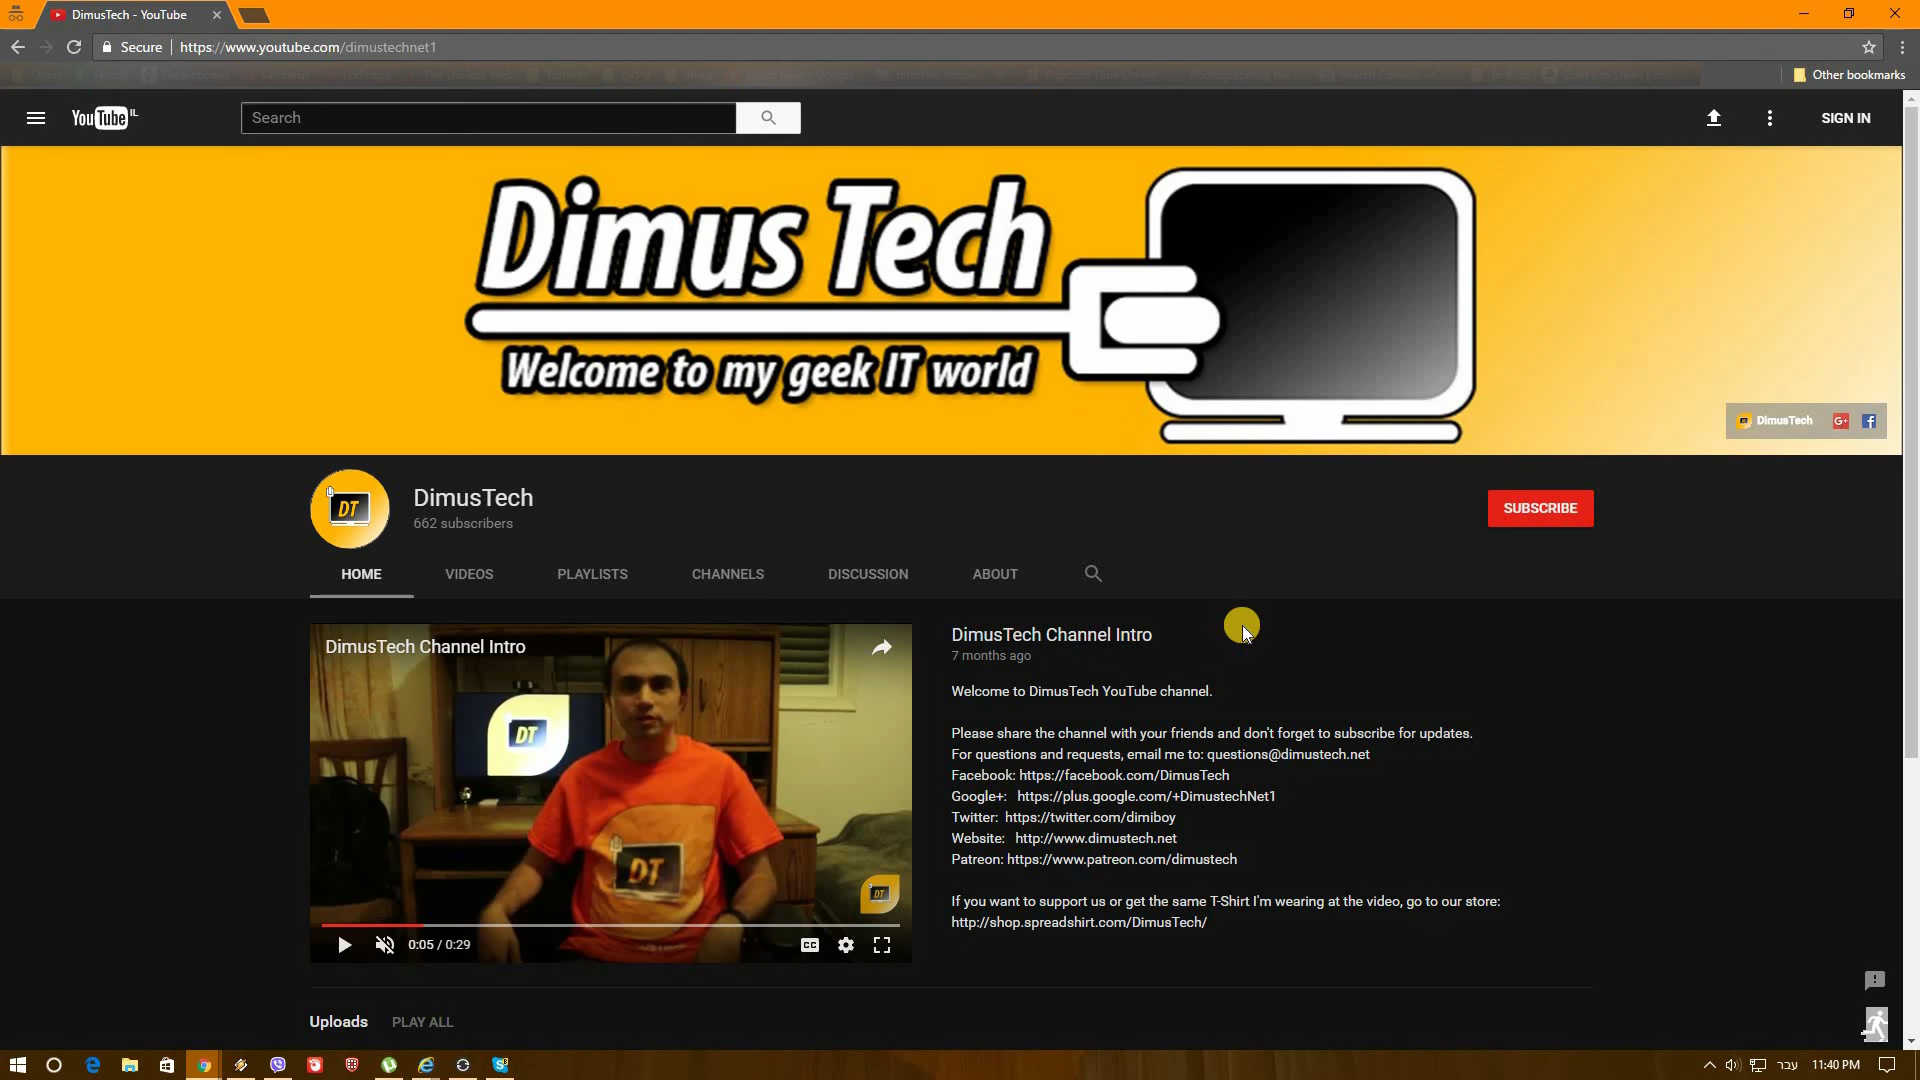 DimusTech - YouTube
Secure https://www.youtube.com/dimustechnet1
Other bookmarks
YouTube IL
Search
SIGN IN
Dimus Tech
Welcome to my geek IT world
DimusTech G+ f
DT
DimusTech
662 subscribers
SUBSCRIBE
HOME VIDEOS PLAYLISTS CHANNELS DISCUSSION ABOUT
DimusTech Channel Intro
DT
DT
DT
0:05 / 0:29
CC
DimusTech Channel Intro
7 months ago
Welcome to DimusTech YouTube channel.
Please share the channel with your friends and don't forget to subscribe for updates.
For questions and requests, email me to: questions@dimustech.net
Facebook: https://facebook.com/DimusTech
Google+: https://plus.google.com/+DimustechNet1
Twitter: https://twitter.com/dimiboy
Website: http://www.dimustech.net
Patreon: https://www.patreon.com/dimustech
If you want to support us or get the same T-Shirt I'm wearing at the video, go to our store:
http://shop.spreadshirt.com/DimusTech/
Uploads PLAY ALL
עבר 11:40 PM